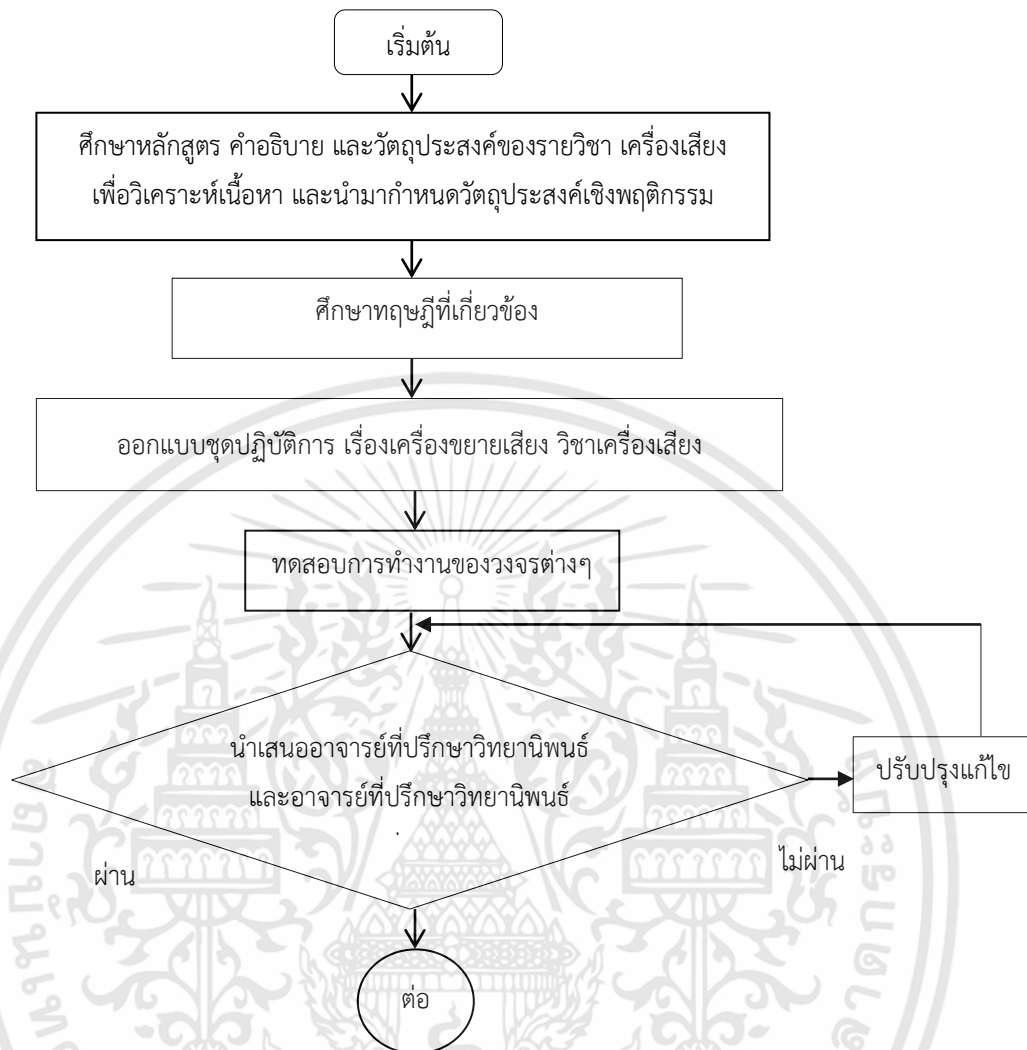 เริ่มต้น
ศึกษาหลักสูตร คำอธิบาย และวัตถุประสงค์ของรายวิชา เครื่องเสียง
เพื่อวิเคราะห์เนื้อหา และนำมากำหนดวัตถุประสงค์เชิงพฤติกรรม
ศึกษาทฤษฎีที่เกี่ยวข้อง
ออกแบบชุดปฏิบัติการ เรื่องเครื่องขยายเสียง วิชาเครื่องเสียง
ทดสอบการทำงานของวงจรต่างๆ
นำเสนออาจารย์ที่ปรึกษาวิทยานิพนธ์
และอาจารย์ที่ปรึกษาวิทยานิพนธ์
ปรับปรุงแก้ไข
ไม่ผ่าน
ผ่าน
ต่อ